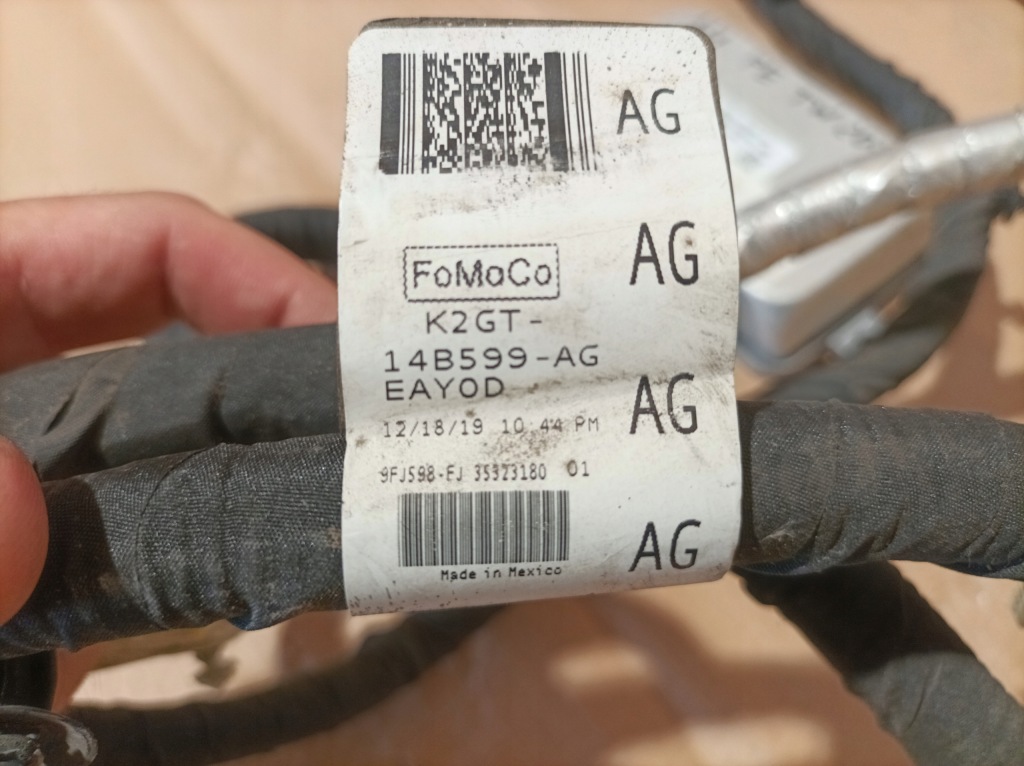 AG
AG
FoMoCo
K2GT-
14B599-AG
EAYOD
AG
12/18/19 10:44 PM
9FJ598-FJ 35323180 01
AG
Made in Mexico